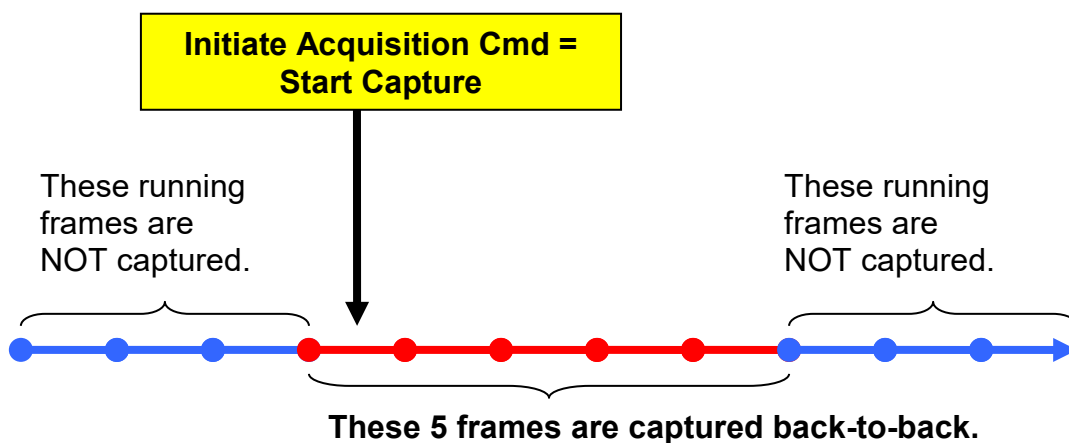 Initiate Acquisition Cmd =
Start Capture
These running
frames are
NOT captured.
These running
frames are
NOT captured.
These 5 frames are captured back-to-back.